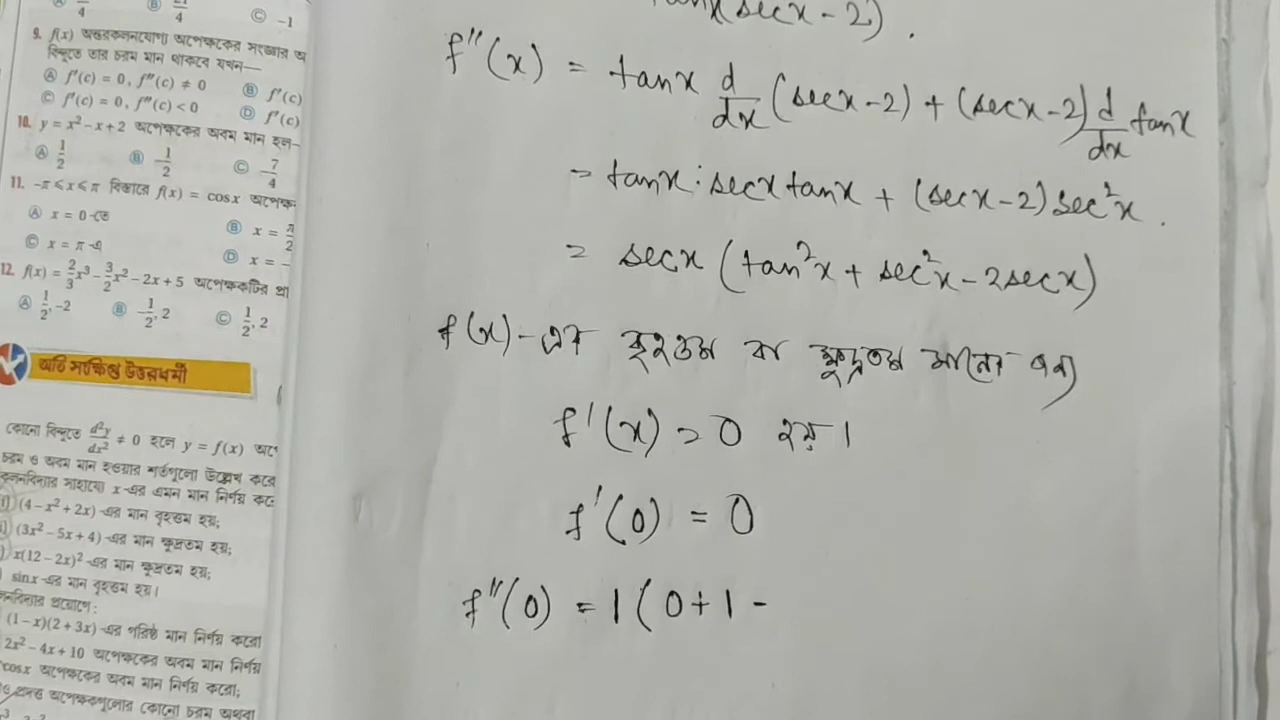 4
Ⓑ 4
Ⓒ -1
9. f(x) অন্তরকলনযোগ্য অপেক্ষকের সংজ্ঞার অ
বিন্দুতে তার চরম মান থাকবে যখন—
Ⓐ f'(c) = 0, f''(c) ≠ 0
Ⓑ f'(c)
Ⓒ f'(c) = 0, f''(c) < 0
Ⓓ f'(c)
10. y = x² - x + 2 অপেক্ষকের অবম মান হল—
Ⓐ 1/2
Ⓑ -1/2
Ⓒ -7/4
11. -π ≤ x ≤ π বিস্তারে f(x) = cosx অপেক্ষক
Ⓐ x = 0-তে
Ⓑ x = π/2
Ⓒ x = π-এ
Ⓓ x = -
12. f(x) = 2/3x³ - 3/2x² - 2x + 5 অপেক্ষকটির প্রা
Ⓐ 1/2, -2
Ⓑ -1/2, 2
Ⓒ 1/2, 2
অতি সংক্ষিপ্ত উত্তরধর্মী
কোনো বিন্দুতে d²y/dx² ≠ 0 হলে y = f(x) অপে
চরম ও অবম মান হওয়ার শর্তগুলো উল্লেখ করে
কলনবিদ্যার সাহায্যে x-এর এমন মান নির্ণয় করে
(4 - x² + 2x)-এর মান বৃহত্তম হয়;
(3x² - 5x + 4)-এর মান ক্ষুদ্রতম হয়;
x(12 - 2x)²-এর মান ক্ষুদ্রতম হয়;
sinx-এর মান বৃহত্তম হয়।
কলনবিদ্যার প্রয়োগে:
(1 - x)(2 + 3x)-এর গরিষ্ঠ মান নির্ণয় করো
2x² - 4x + 10 অপেক্ষকের অবম মান নির্ণয়
cosx অপেক্ষকের অবম মান নির্ণয় করো;
অপেক্ষকগুলোর কোনো চরম অথবা
tanx(secx - 2).
f''(x) = tanx d/dx (secx - 2) + (secx - 2) d/dx tanx
= tanx · secx tanx + (secx - 2) sec²x.
= secx (tan²x + sec²x - 2secx)
f(x)-এর বৃহত্তম বা ক্ষুদ্রতম মানের জন্য
f'(x) = 0 হয়।
f'(0) = 0
f''(0) = 1(0 + 1 -